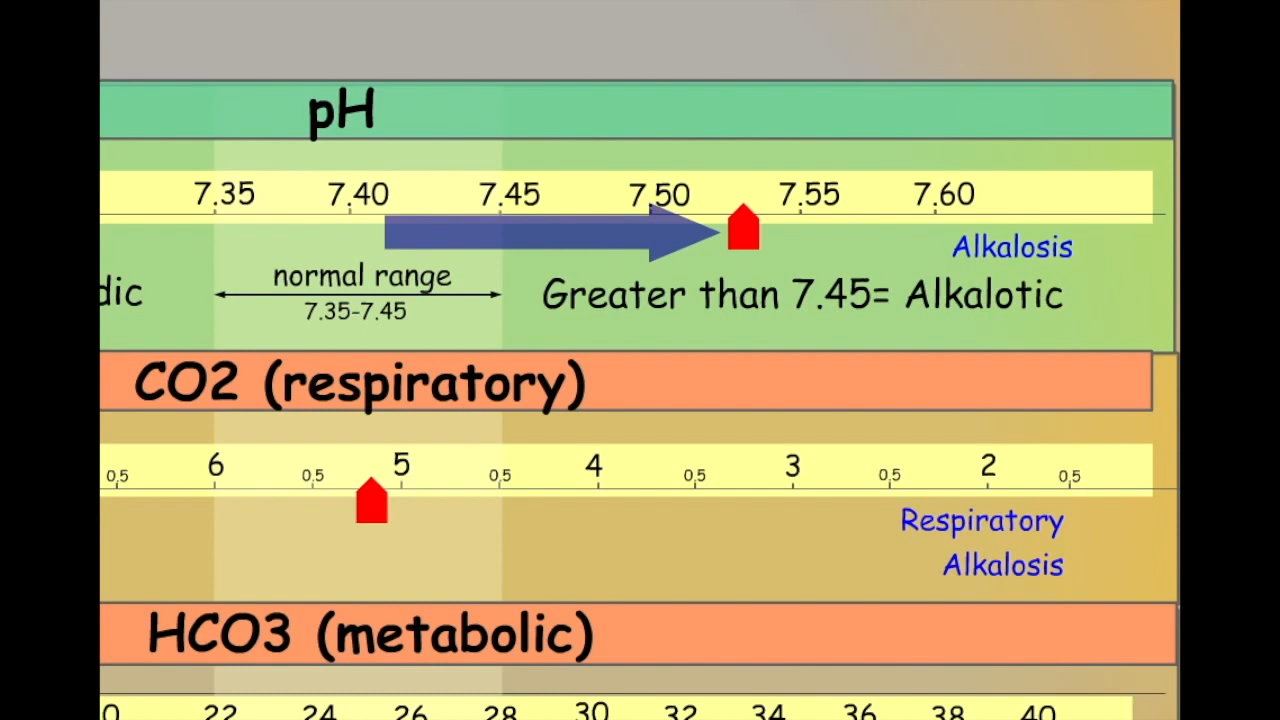 pH
7.35 7.40 7.45 7.50 7.55 7.60
Alkalosis
normal range
dic
7.35-7.45
Greater than 7.45= Alkalotic
CO2 (respiratory)
0,5 6 0,5 5 0,5 4 0,5 3 0,5 2 0,5
Respiratory
Alkalosis
HCO3 (metabolic)
0 22 24 26 28 30 32 34 36 38 40